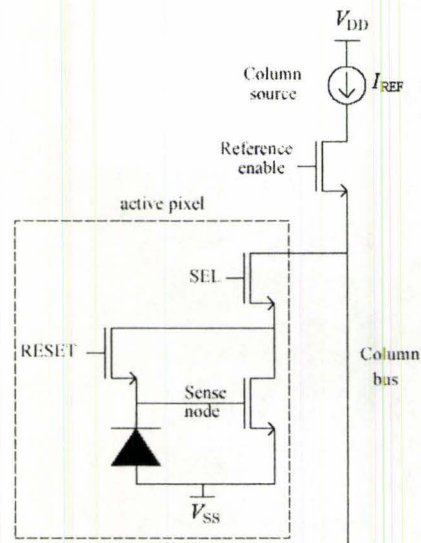 V_DD
Column
source
I_REF
Reference
enable
active pixel
SEL
RESET
Sense
node
Column
bus
V_SS